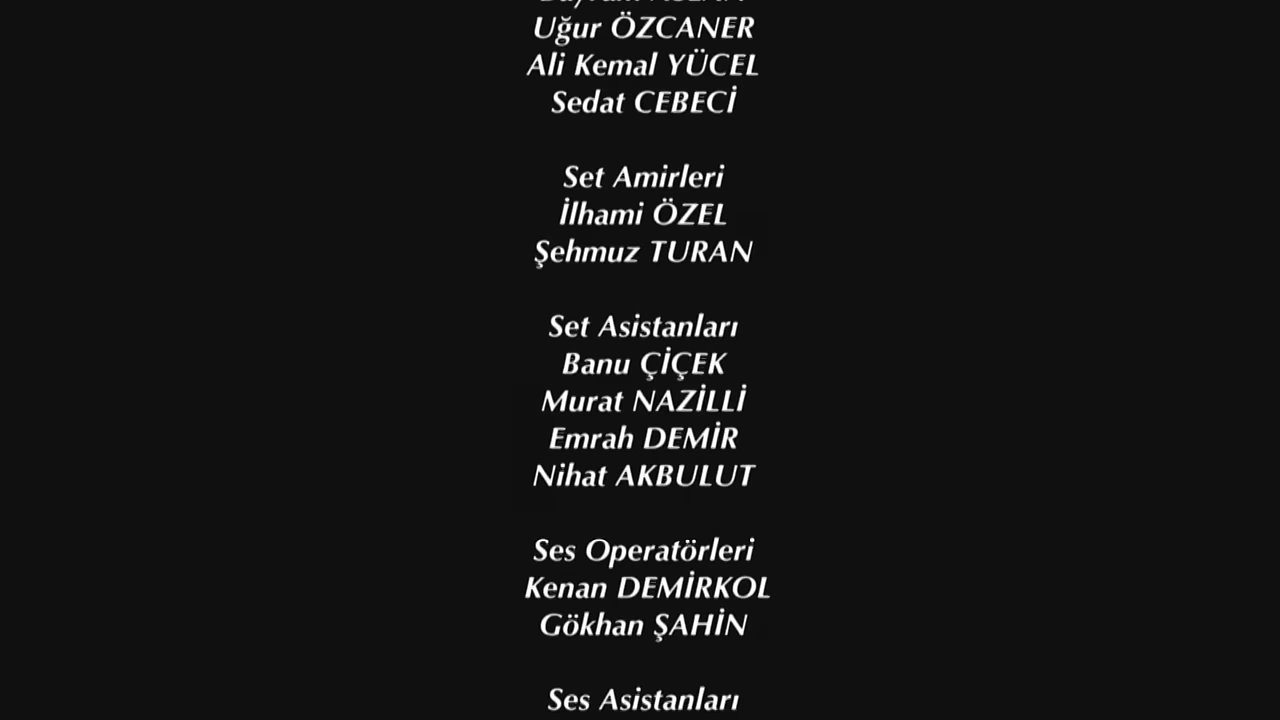 Uğur ÖZCANER
Ali Kemal YÜCEL
Sedat CEBECİ
Set Amirleri
İlhami ÖZEL
Şehmuz TURAN
Set Asistanları
Banu ÇİÇEK
Murat NAZİLLİ
Emrah DEMİR
Nihat AKBULUT
Ses Operatörleri
Kenan DEMİRKOL
Gökhan ŞAHİN
Ses Asistanları